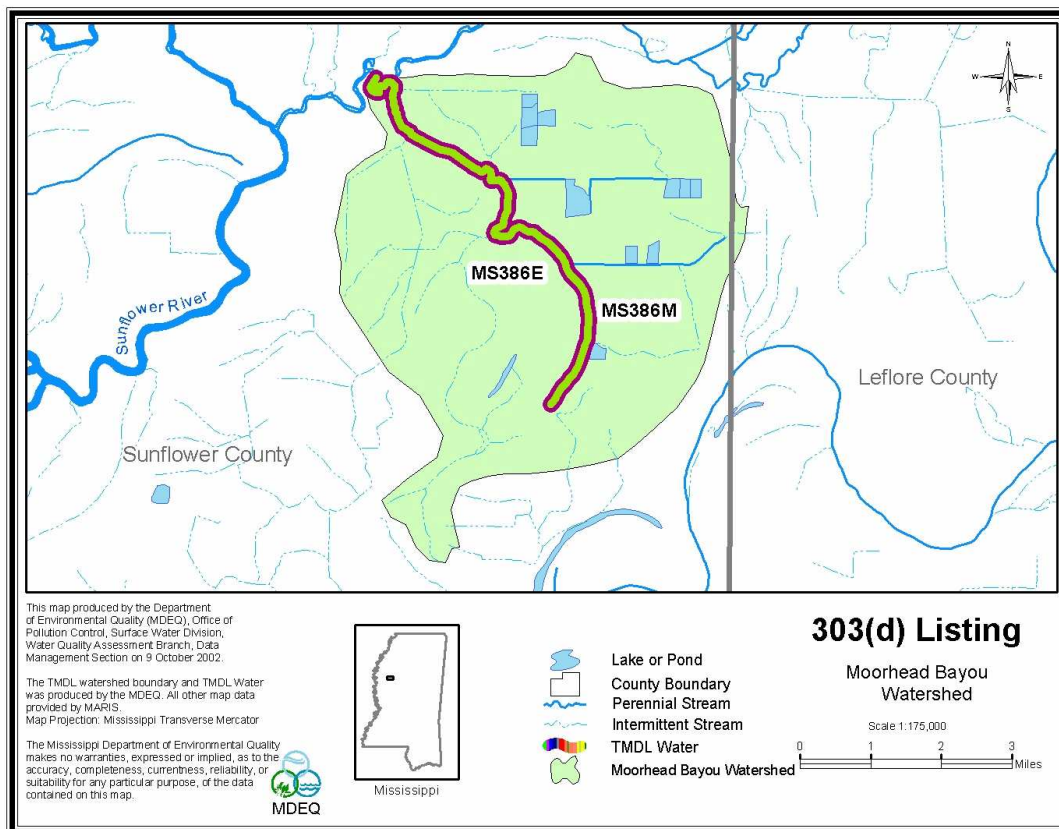 N
W
E
S
Sunflower River
MS386E
MS386M
Leflore County
Sunflower County
This map produced by the Department
of Environmental Quality (MDEQ), Office of
Pollution Control, Surface Water Division,
Water Quality Assessment Branch, Data
Management Section on 9 October 2002.
The TMDL watershed boundary and TMDL Water
was produced by the MDEQ. All other map data
provided by MARIS.
Map Projection: Mississippi Transverse Mercator
The Mississippi Department of Environmental Quality
makes no warranties, expressed or implied, as to the
accuracy, completeness, currentness, reliability, or
suitability for any particular purpose, of the data
contained on this map.
MDEQ
Mississippi
Lake or Pond
County Boundary
Perennial Stream
Intermittent Stream
TMDL Water
Moorhead Bayou Watershed
303(d) Listing
Moorhead Bayou
Watershed
Scale 1:175,000
0 1 2 3
Miles